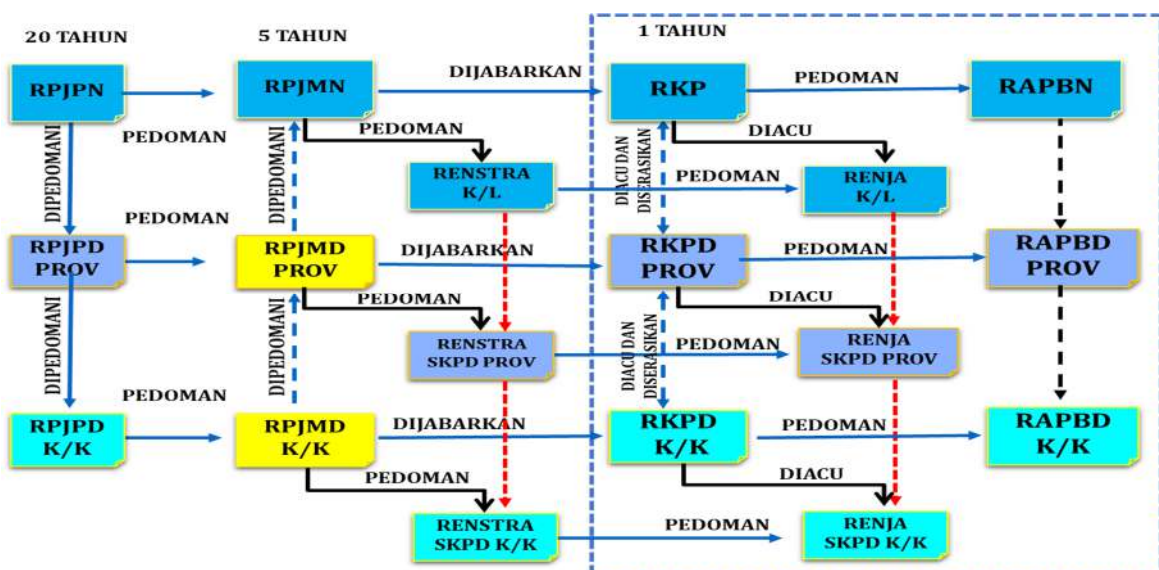 20 TAHUN
5 TAHUN
1 TAHUN
RPJPN
RPJMN
DIJABARKAN
RKP
PEDOMAN
RAPBN
PEDOMAN
PEDOMAN
DIACU
DIPEDOMANI
DIPEDOMANI
DIACU DAN
DISERASIKAN
RENSTRA
K/L
PEDOMAN
RENJA
K/L
PEDOMAN
RPJPD
PROV
RPJMD
PROV
DIJABARKAN
RKPD
PROV
PEDOMAN
RAPBD
PROV
PEDOMAN
DIACU
DIPEDOMANI
DIPEDOMANI
DIACU DAN
DISERASIKAN
RENSTRA
SKPD PROV
PEDOMAN
RENJA
SKPD PROV
PEDOMAN
RPJPD
K/K
RPJMD
K/K
DIJABARKAN
RKPD
K/K
PEDOMAN
RAPBD
K/K
PEDOMAN
DIACU
RENSTRA
SKPD K/K
PEDOMAN
RENJA
SKPD K/K